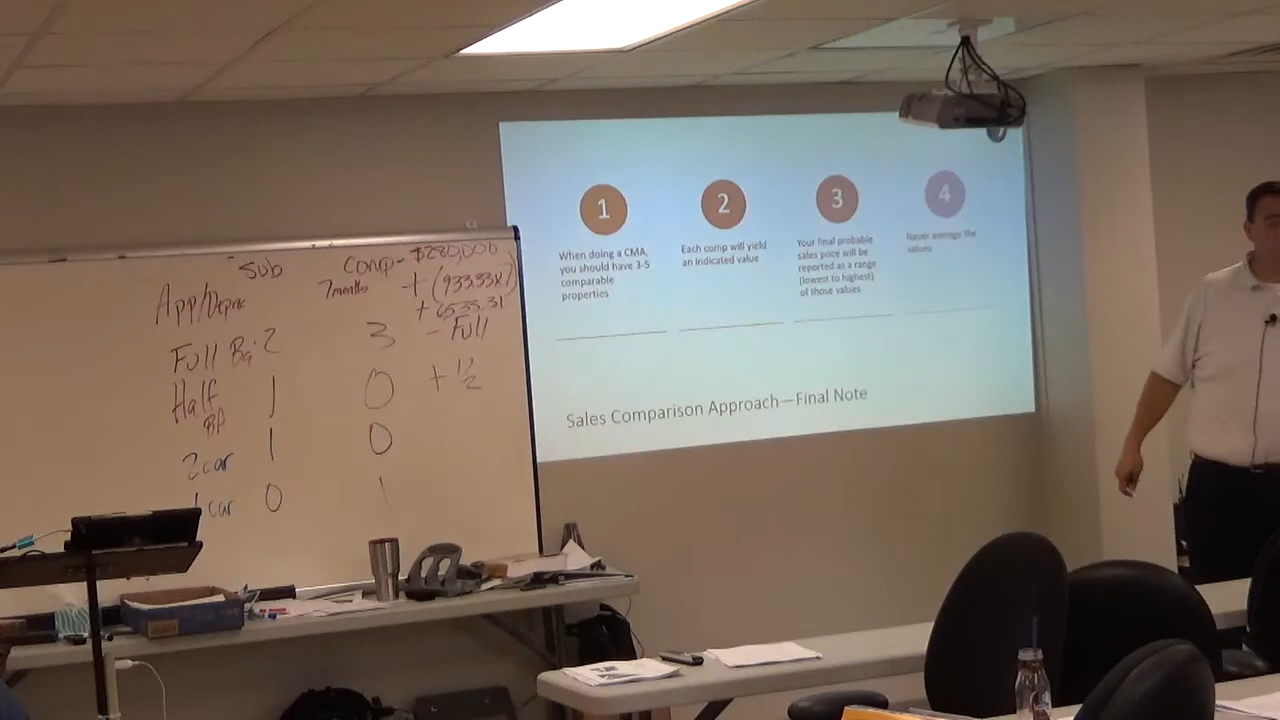 Sub Comp- $280,000
App/Depre 7 months + (933.33x7)
+ 6533.31
Full Ba 2 3 - Full
Half BA 1 0 + 1/2
2 car 1 0
car 0 1
1
When doing a CMA,
you should have 3-5
comparable
properties
2
Each comp will yield
an indicated value
3
Your final probable
sales price will be
reported as a range
(lowest to highest)
of those values
4
Never average the
values
Sales Comparison Approach—Final Note